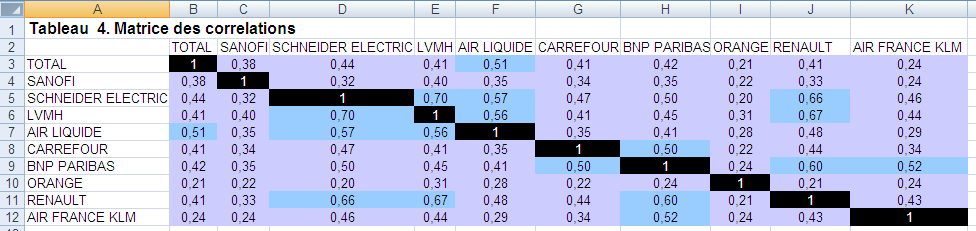 A B C D E F G H I J K
1 Tableau 4. Matrice des correlations
2 TOTAL SANOFI SCHNEIDER ELECTRIC LVMH AIR LIQUIDE CARREFOUR BNP PARIBAS ORANGE RENAULT AIR FRANCE KLM
3 TOTAL 1 0,38 0,44 0,41 0,51 0,41 0,42 0,21 0,41 0,24
4 SANOFI 0,38 1 0,32 0,40 0,35 0,34 0,35 0,22 0,33 0,24
5 SCHNEIDER ELECTRIC 0,44 0,32 1 0,70 0,57 0,47 0,50 0,20 0,66 0,46
6 LVMH 0,41 0,40 0,70 1 0,56 0,41 0,45 0,31 0,67 0,44
7 AIR LIQUIDE 0,51 0,35 0,57 0,56 1 0,35 0,41 0,28 0,48 0,29
8 CARREFOUR 0,41 0,34 0,47 0,41 0,35 1 0,50 0,22 0,44 0,34
9 BNP PARIBAS 0,42 0,35 0,50 0,45 0,41 0,50 1 0,24 0,60 0,52
10 ORANGE 0,21 0,22 0,20 0,31 0,28 0,22 0,24 1 0,21 0,24
11 RENAULT 0,41 0,33 0,66 0,67 0,48 0,44 0,60 0,21 1 0,43
12 AIR FRANCE KLM 0,24 0,24 0,46 0,44 0,29 0,34 0,52 0,24 0,43 1